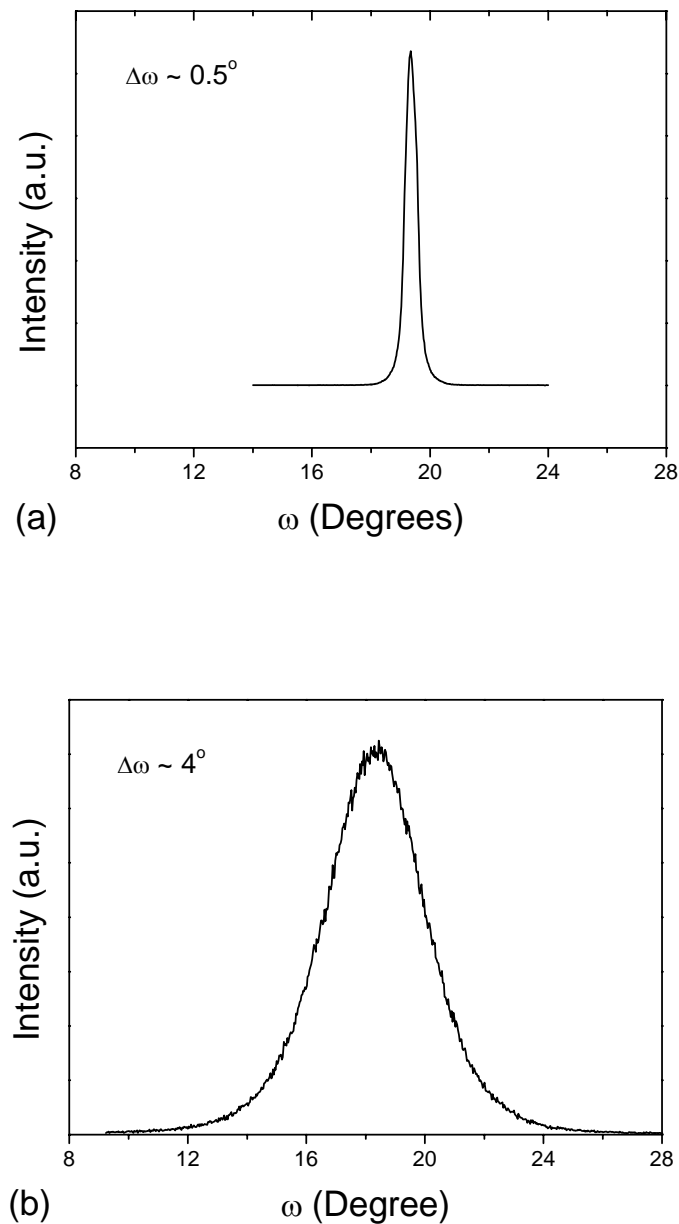 Δω ~ 0.5°
Intensity (a.u.)
8 12 16 20 24 28
(a) ω (Degrees)
Δω ~ 4°
Intensity (a.u.)
8 12 16 20 24 28
(b) ω (Degree)